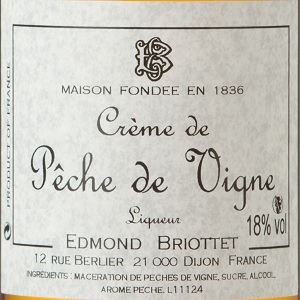 PRODUCT OF FRANCE
MAISON FONDEE EN 1836
Crème de
Pêche de Vigne
Liqueur
18% vol
EDMOND BRIOTTET
12 RUE BERLIER 21 000 DIJON FRANCE
INGRÉDIENTS : MACERATION DE PECHES DE VIGNE, SUCRE, ALCOOL,
AROME PECHE. L11124